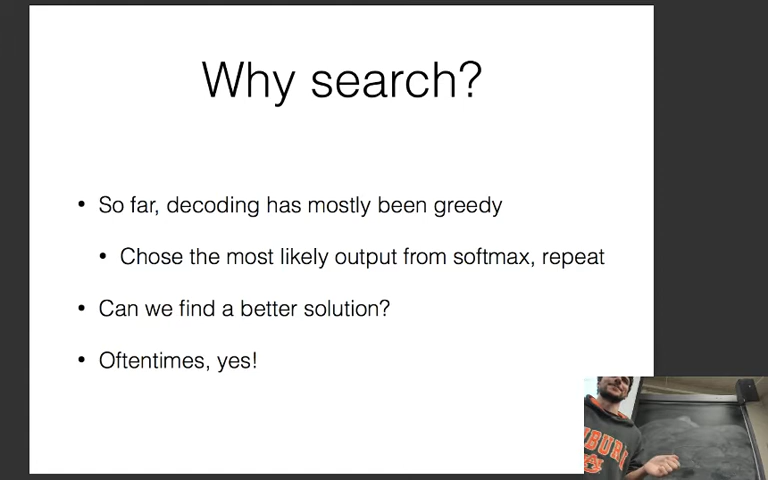 Why search?
• So far, decoding has mostly been greedy
• Chose the most likely output from softmax, repeat
• Can we find a better solution?
• Oftentimes, yes!
BURN